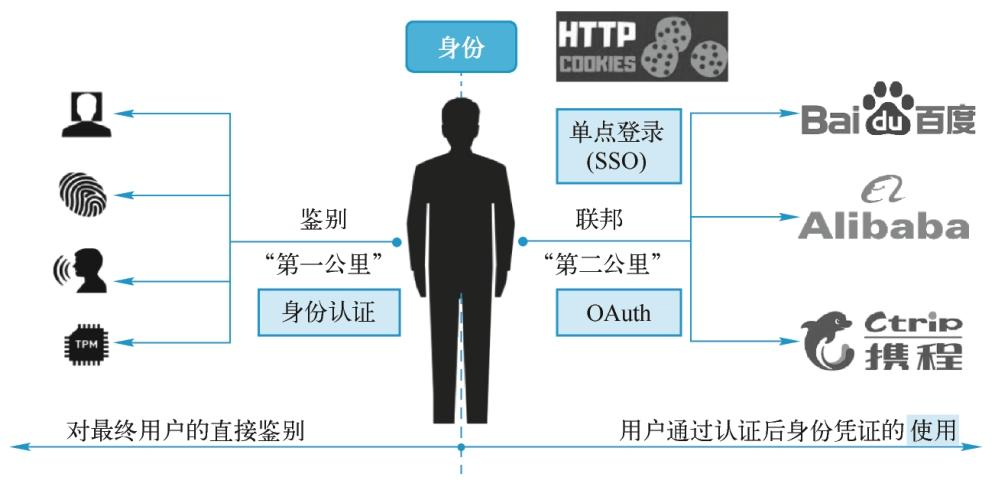 身份
HTTP
COOKIES
单点登录
(SSO)
Bai du 百度
鉴别
联邦
Alibaba
“第一公里”
“第二公里”
身份认证
OAuth
TPM
Ctrip
携程
对最终用户的直接鉴别
用户通过认证后身份凭证的 使用